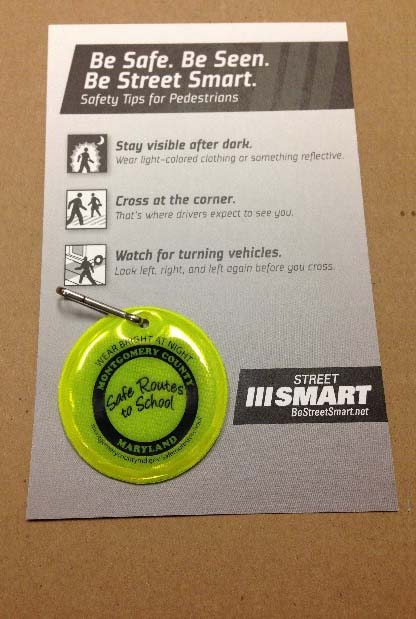 Be Safe. Be Seen.
Be Street Smart.
Safety Tips for Pedestrians
Stay visible after dark.
Wear light-colored clothing or something reflective.
Cross at the corner.
That's where drivers expect to see you.
Watch for turning vehicles.
Look left, right, and left again before you cross.
WEAR BRIGHT AT NIGHT
MONTGOMERY COUNTY
Safe Routes
to School
MARYLAND
STREET
SMART
BeStreetSmart.net